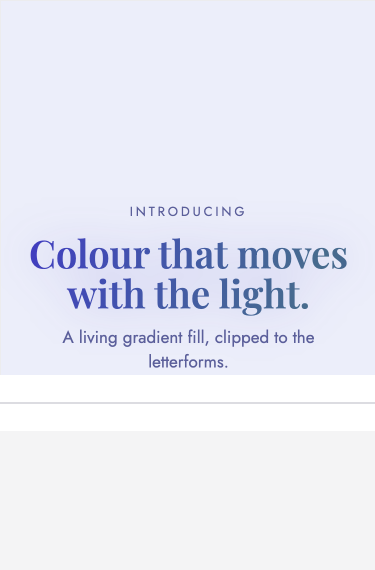 INTRODUCING
Colour that moves
with the light.
A living gradient fill, clipped to the
letterforms.